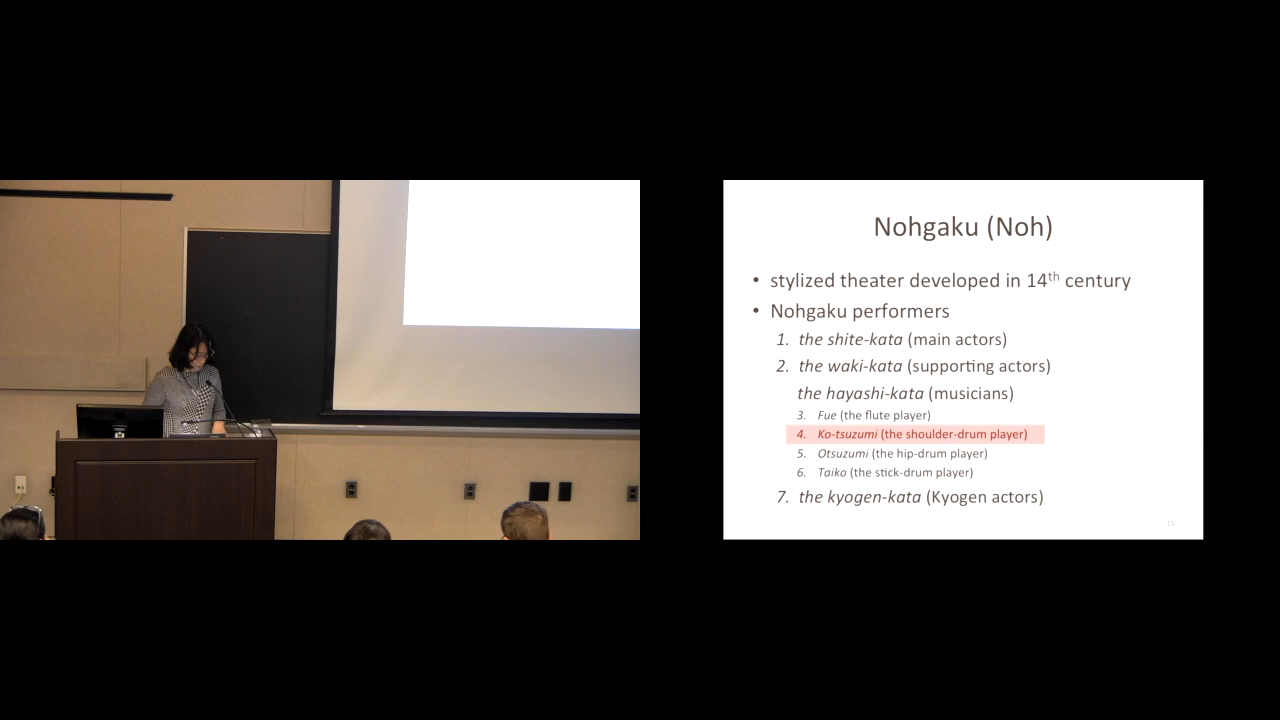 Nohgaku (Noh)
• stylized theater developed in 14th century
• Nohgaku performers
1. the shite-kata (main actors)
2. the waki-kata (supporting actors)
the hayashi-kata (musicians)
3. Fue (the flute player)
4. Ko-tsuzumi (the shoulder-drum player)
5. Otsuzumi (the hip-drum player)
6. Taiko (the stick-drum player)
7. the kyogen-kata (Kyogen actors)